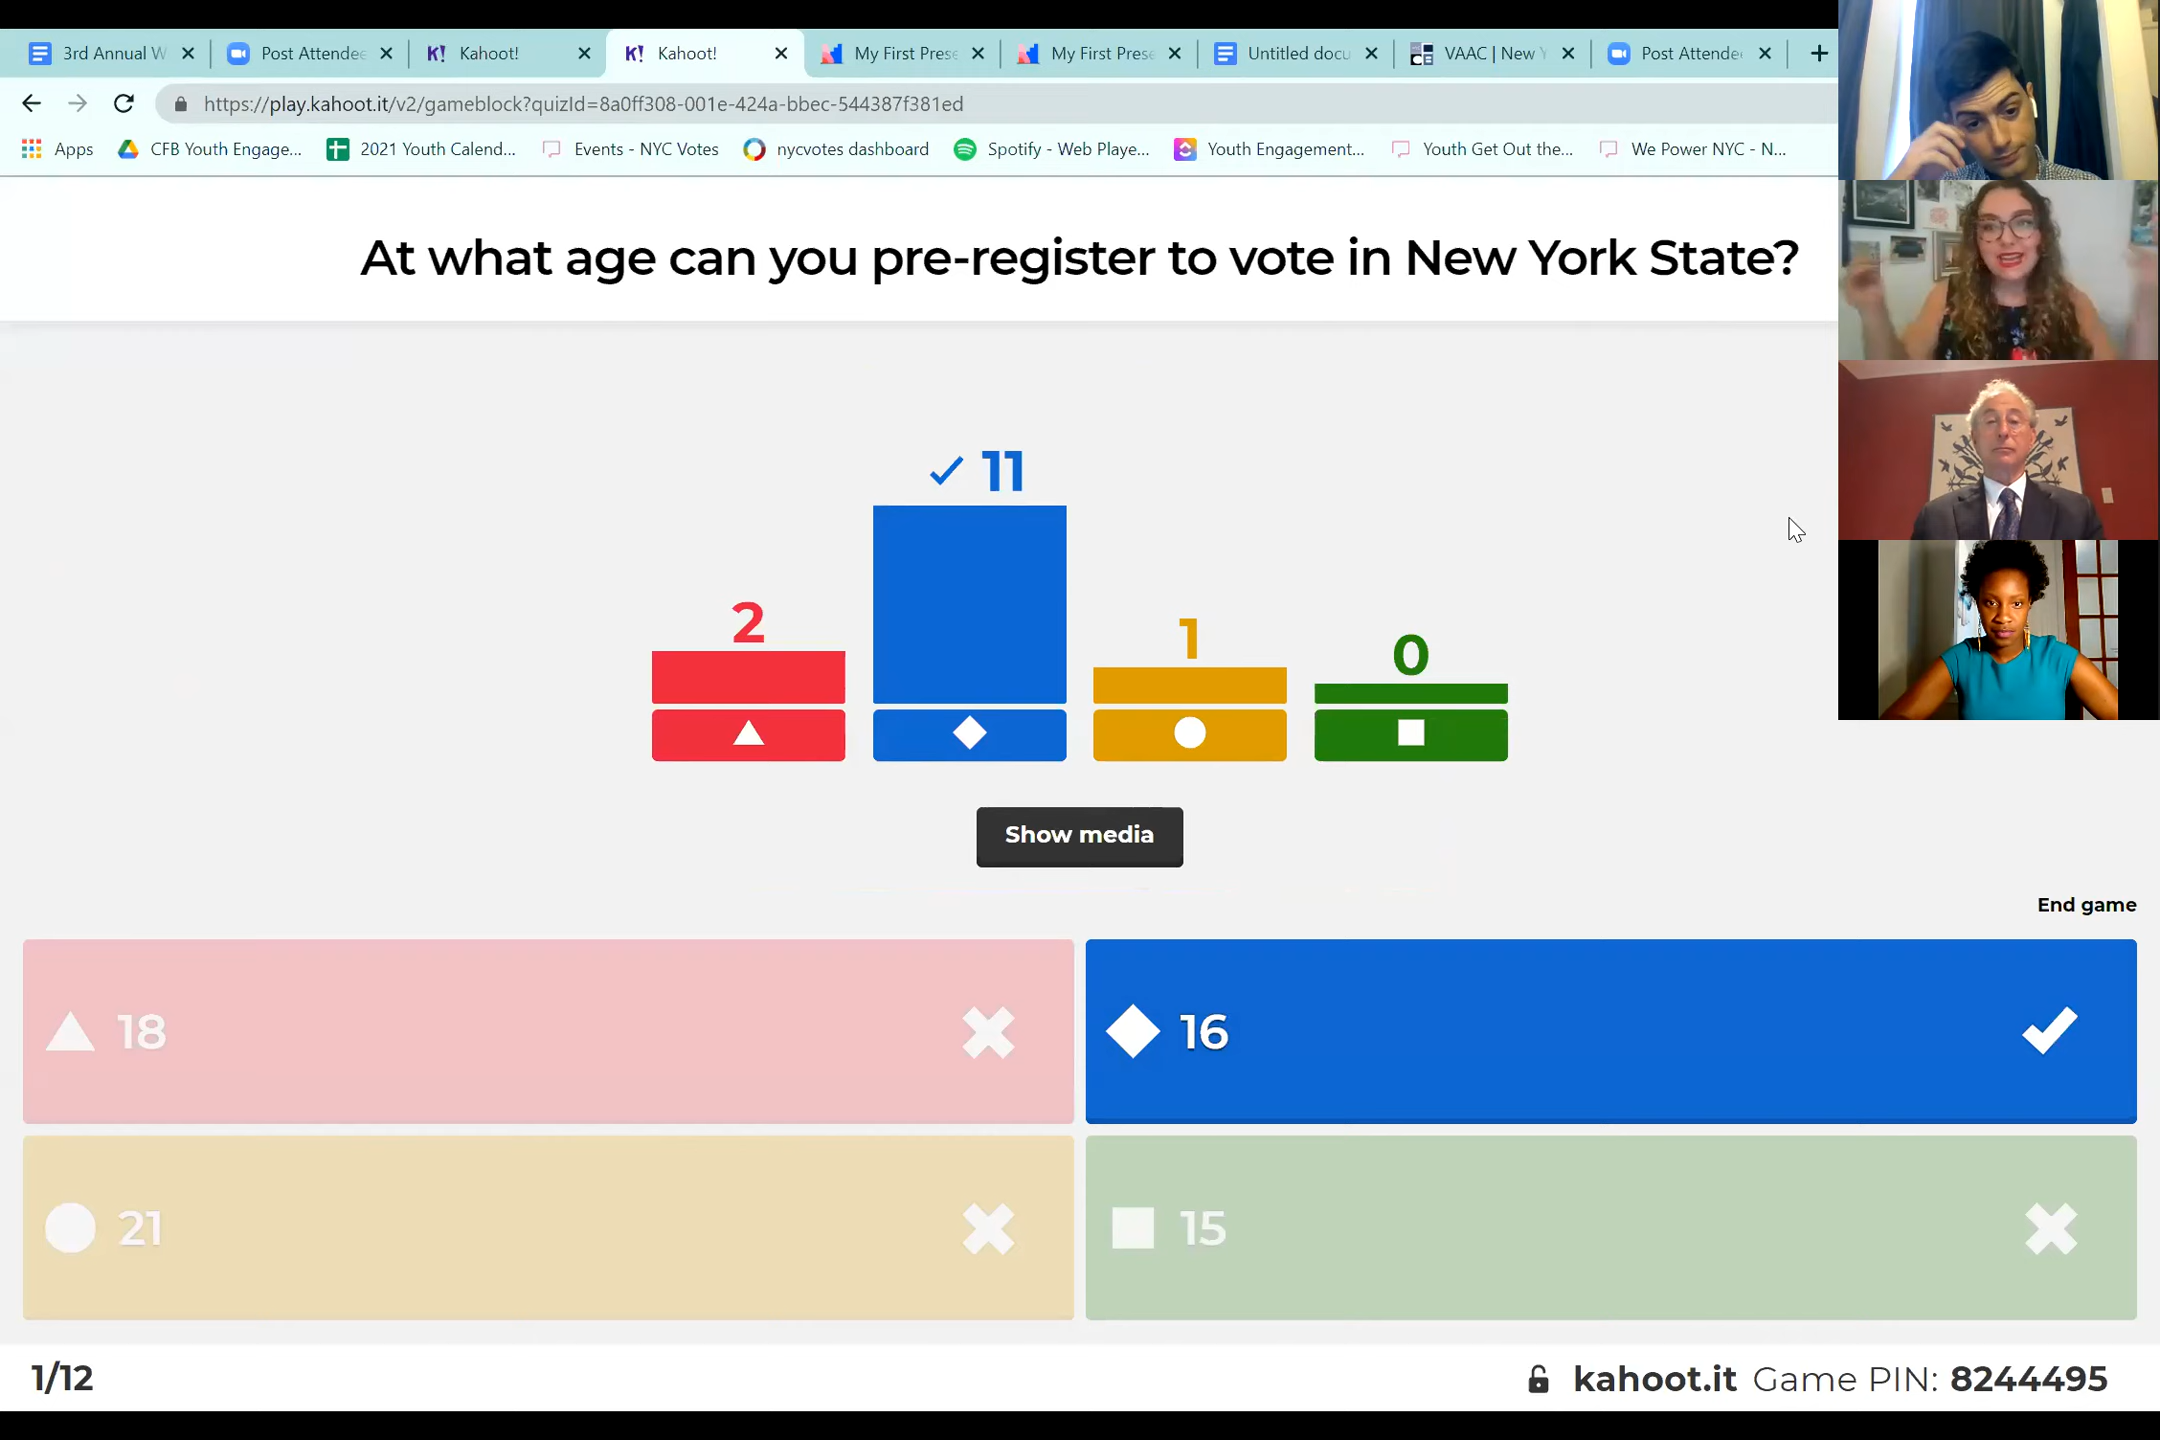 3rd Annual W
Post Attendee
K! Kahoot!
K! Kahoot!
My First Prese
My First Prese
Untitled docu
VAAC | New Y
Post Attendee
https://play.kahoot.it/v2/gameblock?quizId=8a0ff308-001e-424a-bbec-544387f381ed
Apps
CFB Youth Engage...
2021 Youth Calend...
Events - NYC Votes
nycvotes dashboard
Spotify - Web Playe...
Youth Engagement...
Youth Get Out the...
We Power NYC - N...
At what age can you pre-register to vote in New York State?
2
11
1
0
Show media
End game
18
16
21
15
1/12
kahoot.it Game PIN: 8244495